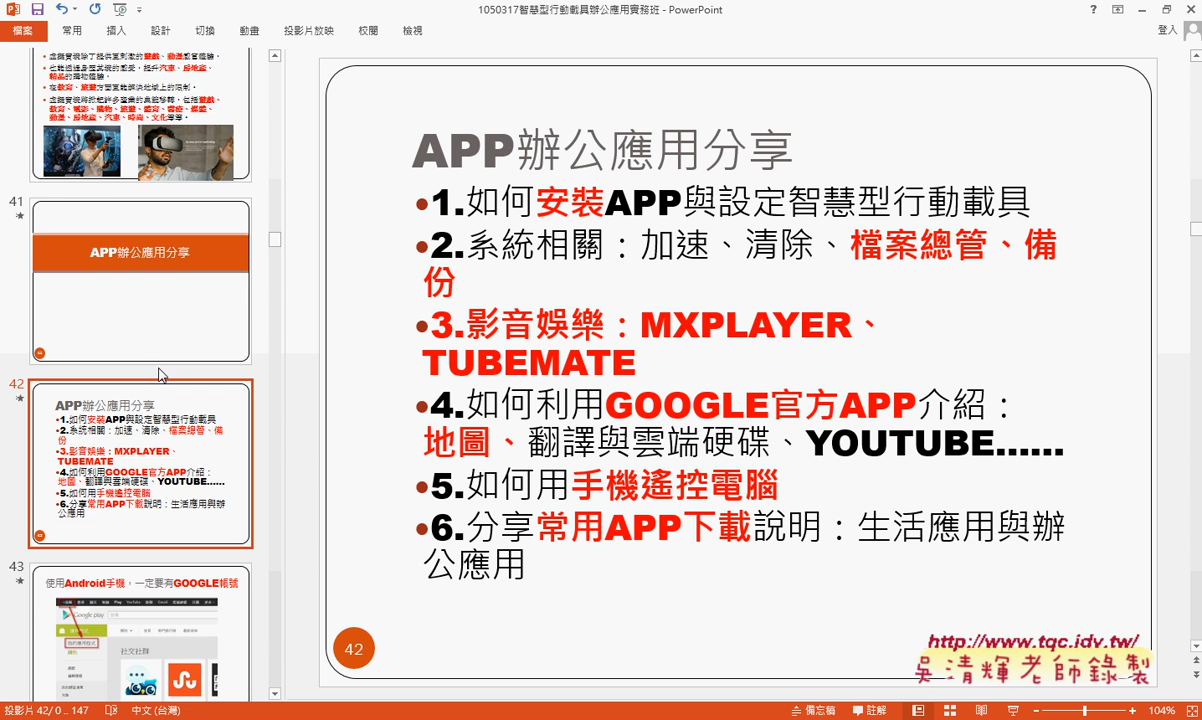 1050317智慧型行動載具辦公應用實務班 - PowerPoint
檔案 常用 插入 設計 切換 動畫 投影片放映 校閱 檢視 登入
41
APP辦公應用分享
42
APP辦公應用分享
1.如何安裝APP與設定智慧型行動載具
2.系統相關：加速、清除、檔案總管、備
份
3.影音娛樂：MXPLAYER、
TUBEMATE
4.如何利用GOOGLE官方APP介紹：
地圖、翻譯與雲端硬碟、YOUTUBE......
5.如何用手機遙控電腦
6.分享常用APP下載說明：生活應用與辦
公應用
43
使用Android手機，一定要有GOOGLE帳號
Google play
社交社群
APP辦公應用分享
•1.如何安裝APP與設定智慧型行動載具
•2.系統相關：加速、清除、檔案總管、備
份
•3.影音娛樂：MXPLAYER、
TUBEMATE
•4.如何利用GOOGLE官方APP介紹：
地圖、翻譯與雲端硬碟、YOUTUBE......
•5.如何用手機遙控電腦
•6.分享常用APP下載說明：生活應用與辦
公應用
42
http://www.tqc.idv.tw/
吳清輝老師錄製
投影片 42/ 0 .. 147 中文 (台灣) 備忘稿 註解 104%